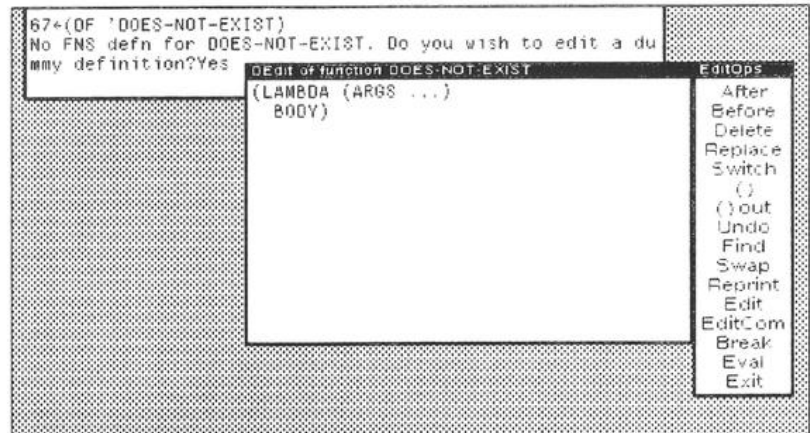 67←(DF 'DOES-NOT-EXIST)
No FNS defn for DOES-NOT-EXIST. Do you wish to edit a du
mmy definition?Yes
DEdit of function DOES-NOT-EXIST
(LAMBDA (ARGS ...)
BODY)
EditOps
After
Before
Delete
Replace
Switch
()
() out
Undo
Find
Swap
Reprint
Edit
EditCom
Break
Eval
Exit